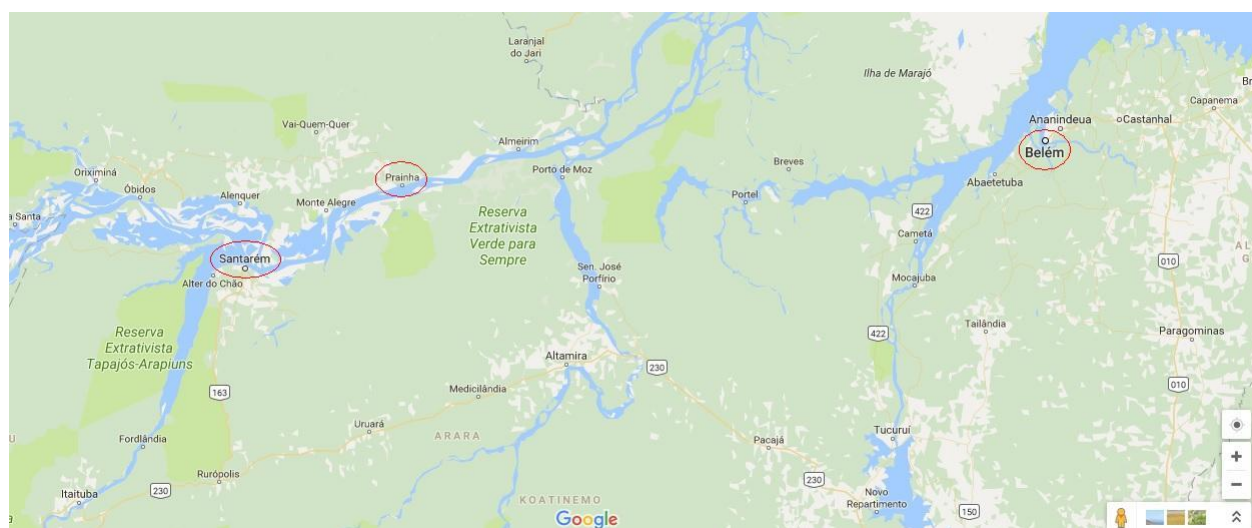 Laranjal
do Jari
Ilha de Marajó
Br
Capanema
Ananindeua
Castanhal
Vai-Quem-Quer
Almeirim
Belém
Oriximiná
Prainha
Porto de Moz
Breves
Abaetetuba
Óbidos
Alenquer
Monte Alegre
Portel
a Santa
Reserva
Extrativista
Verde para
Sempre
422
Cametá
Santarém
AL
G
010
Alter do Chão
Sen. José
Porfírio
Mocajuba
Reserva
Extrativista
Tapajós-Arapiuns
422
Tailândia
Paragominas
Altamira
230
163
Medicilândia
010
Uruará
ARARA
Fordlândia
Pacajá
Tucuruí
U
Rurópolis
Itaituba
230
230
Novo
Repartimento
KOATINEMO
150
Google
a
+
−